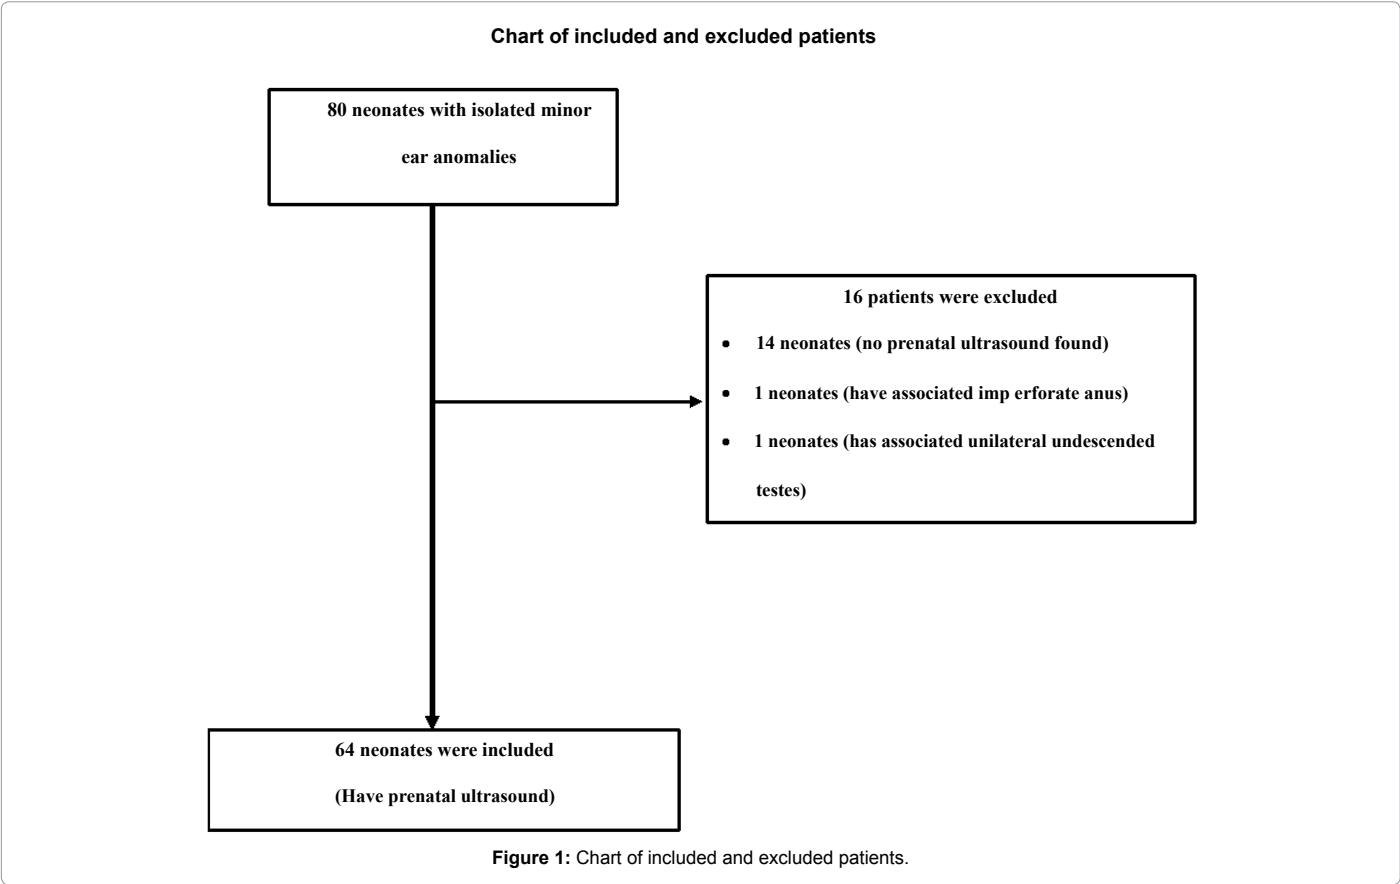 Chart of included and excluded patients
80 neonates with isolated minor
ear anomalies
16 patients were excluded
• 14 neonates (no prenatal ultrasound found)
• 1 neonates (have associated imp erforate anus)
• 1 neonates (has associated unilateral undescended
testes)
64 neonates were included
(Have prenatal ultrasound)
Figure 1: Chart of included and excluded patients.